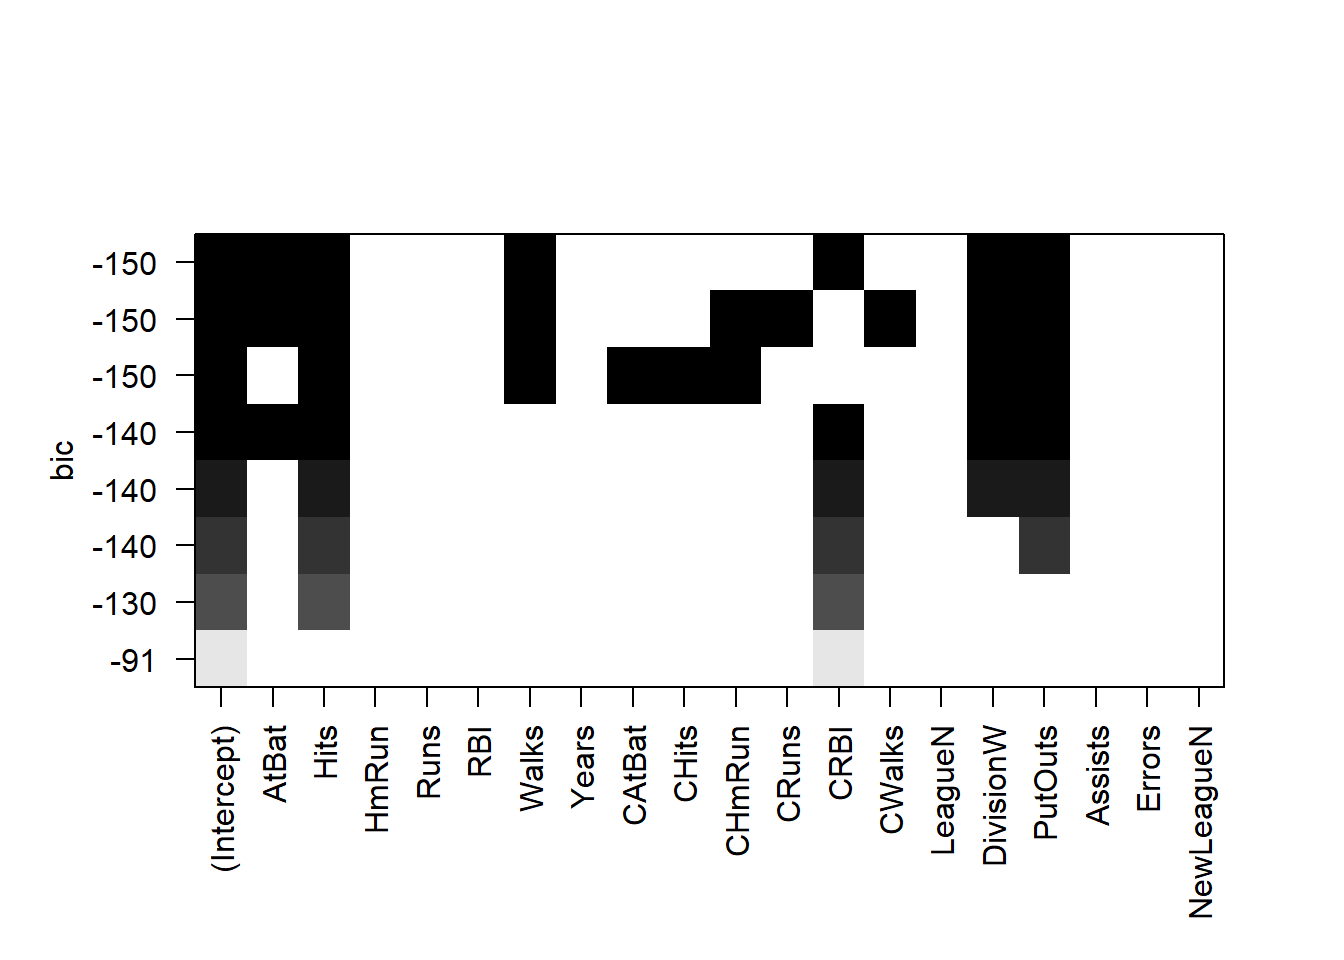 -150
-150
-150
-140
-140
-140
-130
-91
bic
(Intercept)
AtBat
Hits
HmRun
Runs
RBI
Walks
Years
CAtBat
CHits
CHmRun
CRuns
CRBI
CWalks
LeagueN
DivisionW
PutOuts
Assists
Errors
NewLeagueN